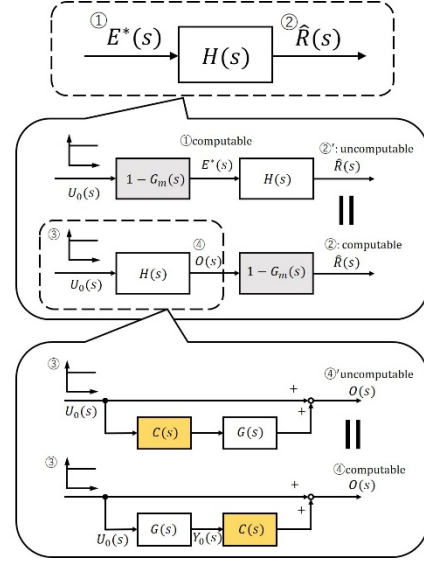 ① E*(s) ② R̂(s)
H(s)
①computable
②′: uncomputable
U₀(s) 1 − Gₘ(s) E*(s) H(s) R̂(s)
③ ④ ②: computable
U₀(s) H(s) O(s) 1 − Gₘ(s) R̂(s)
③ ④′uncomputable
U₀(s) + O(s)
+
C(s) G(s)
③ ④computable
+ O(s)
+
U₀(s) G(s) Y₀(s) C(s)